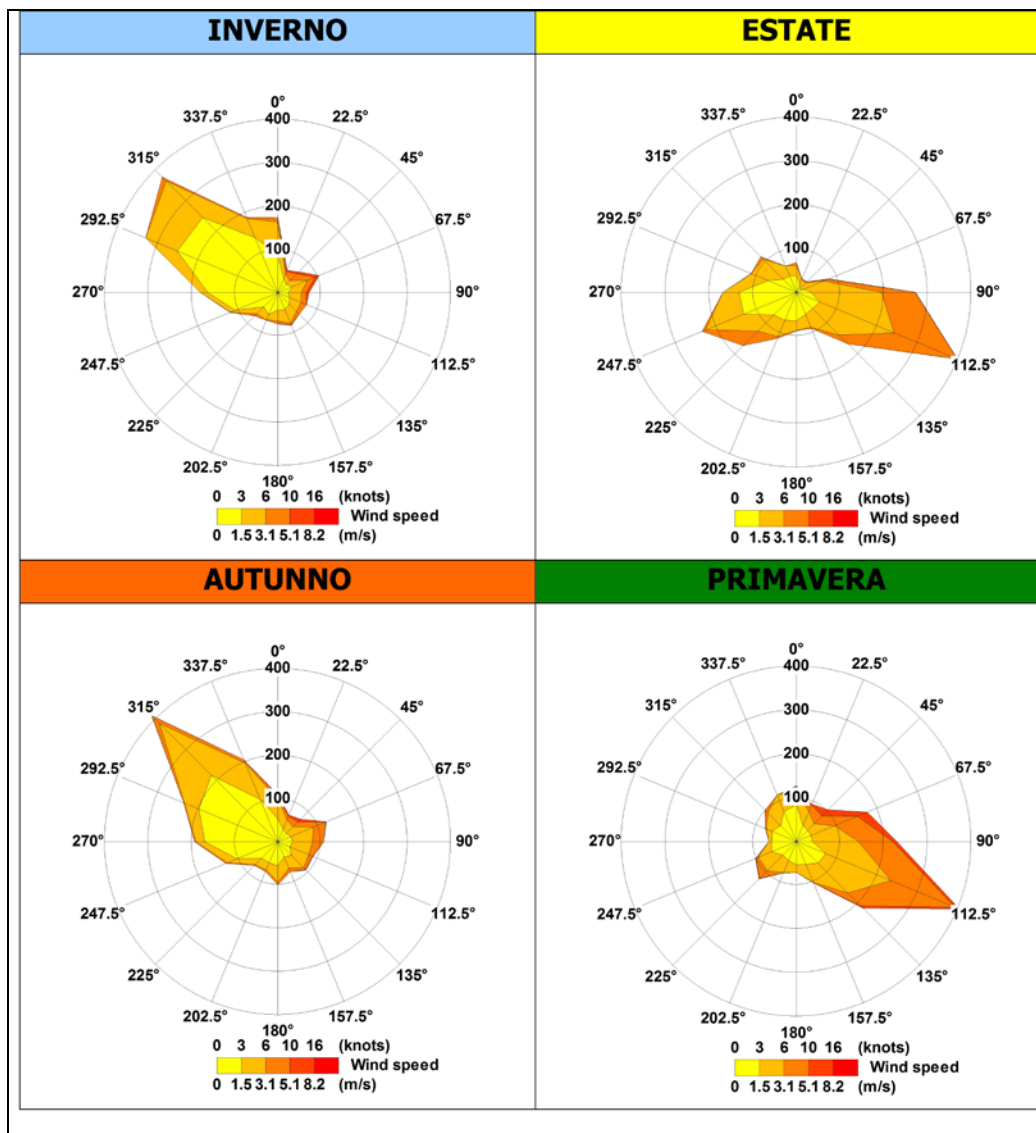 INVERNO
ESTATE
0°
337.5° 400 22.5°
315° 300 45°
292.5° 200 67.5°
100
270° 90°
247.5° 112.5°
225° 135°
202.5° 157.5°
180°
0 3 6 10 16 (knots)
Wind speed
0 1.5 3.1 5.1 8.2 (m/s)
0°
337.5° 400 22.5°
315° 300 45°
292.5° 200 67.5°
100
270° 90°
247.5° 112.5°
225° 135°
202.5° 157.5°
180°
0 3 6 10 16 (knots)
Wind speed
0 1.5 3.1 5.1 8.2 (m/s)
AUTUNNO
PRIMAVERA
0°
337.5° 400 22.5°
315° 300 45°
292.5° 200 67.5°
100
270° 90°
247.5° 112.5°
225° 135°
202.5° 157.5°
180°
0 3 6 10 16 (knots)
Wind speed
0 1.5 3.1 5.1 8.2 (m/s)
0°
337.5° 400 22.5°
315° 300 45°
292.5° 200 67.5°
100
270° 90°
247.5° 112.5°
225° 135°
202.5° 157.5°
180°
0 3 6 10 16 (knots)
Wind speed
0 1.5 3.1 5.1 8.2 (m/s)